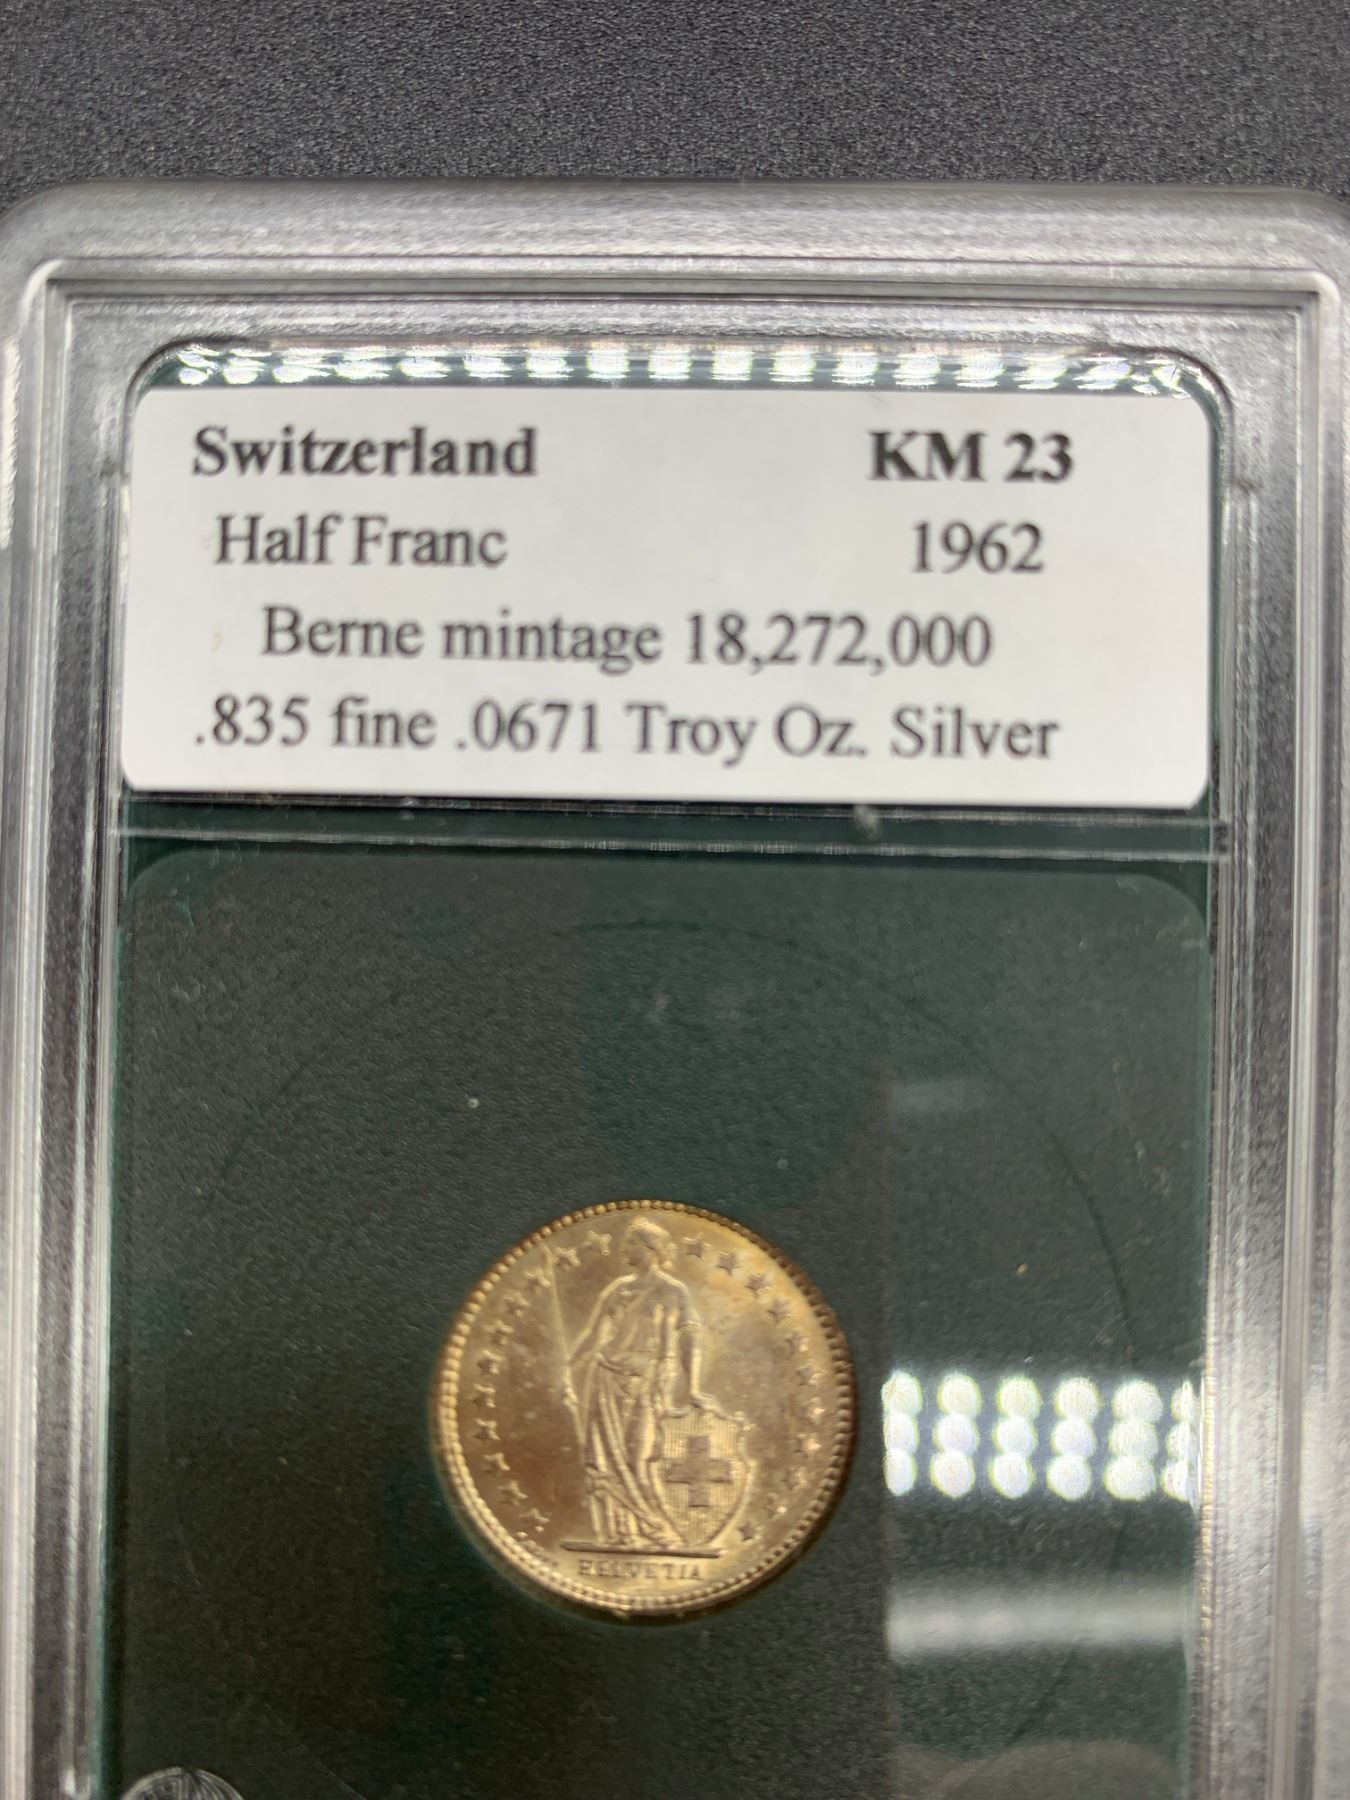 Switzerland KM 23
Half Franc 1962
Berne mintage 18,272,000
.835 fine .0671 Troy Oz. Silver
HELVETIA